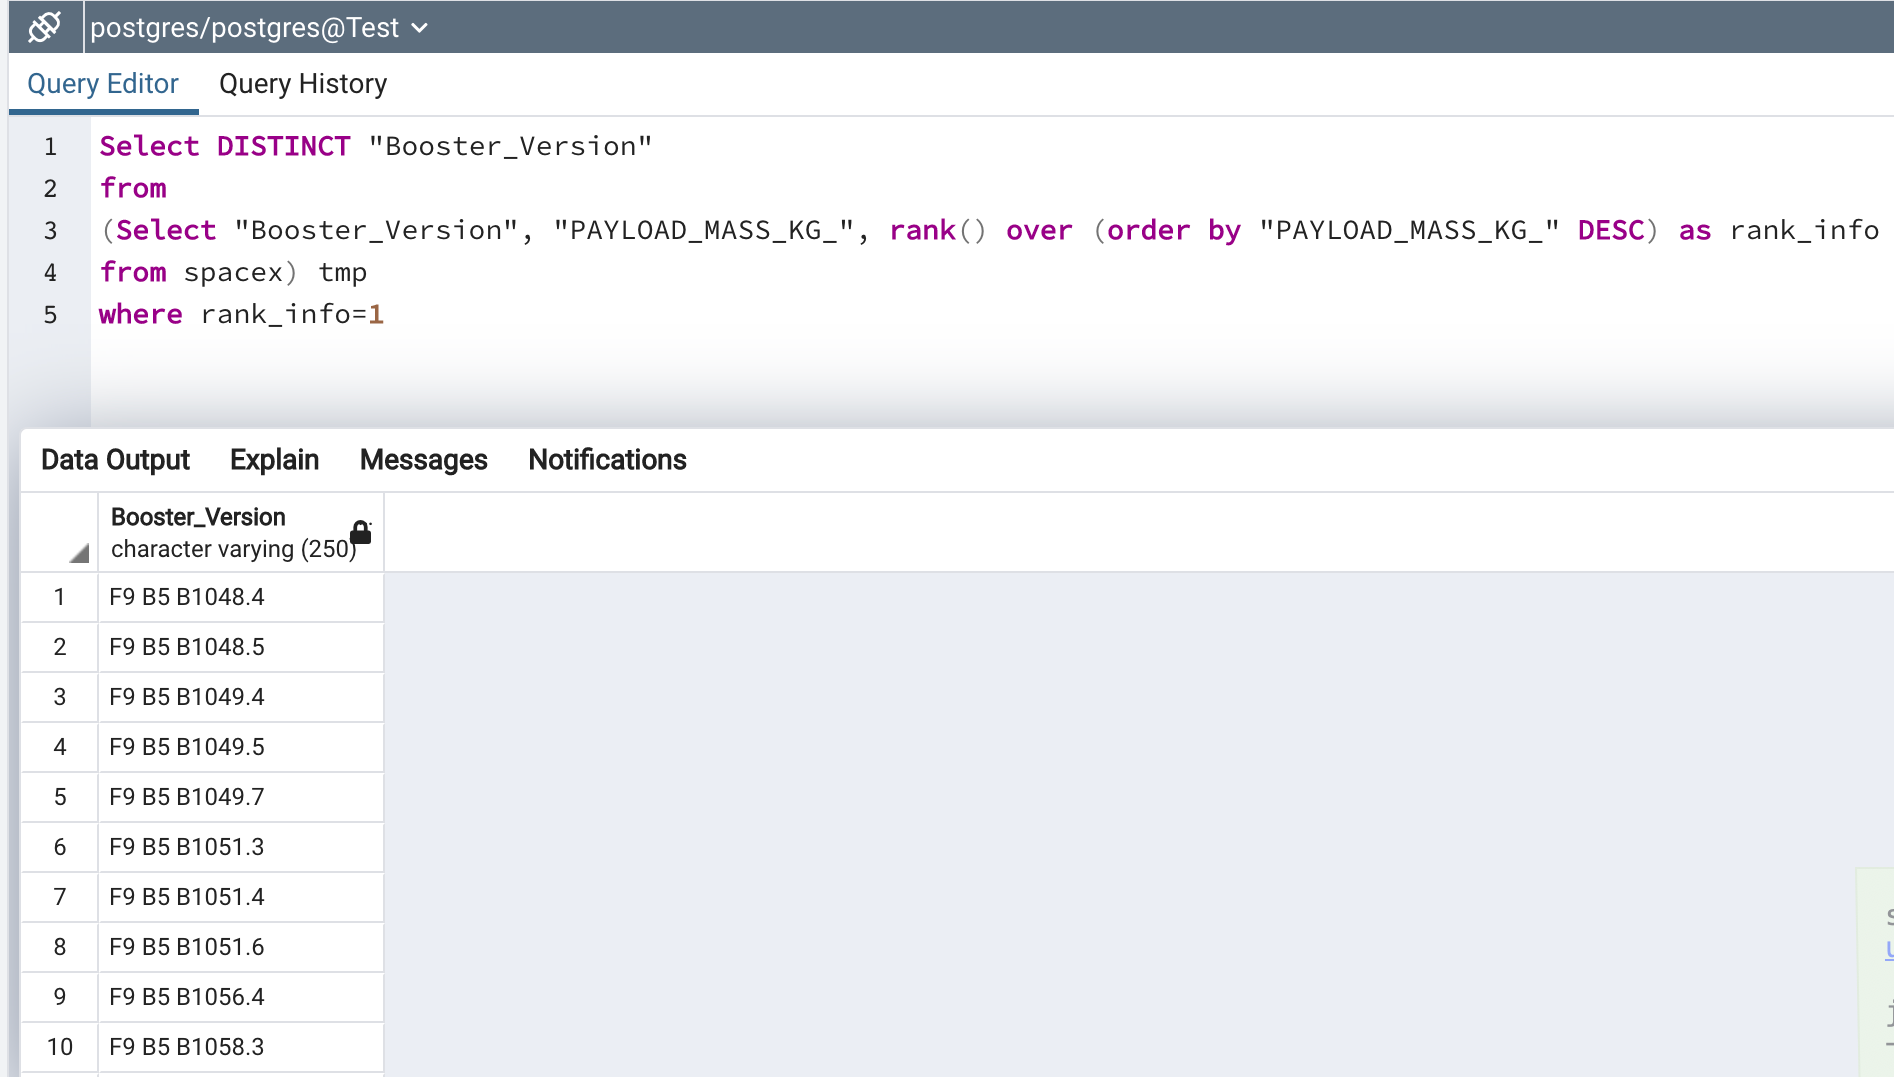 postgres/postgres@Test
Query Editor Query History
1 Select DISTINCT "Booster_Version"
2 from
3 (Select "Booster_Version", "PAYLOAD_MASS_KG_", rank() over (order by "PAYLOAD_MASS_KG_" DESC) as rank_info
4 from spacex) tmp
5 where rank_info=1
Data Output Explain Messages Notifications
Booster_Version
character varying (250)
1 F9 B5 B1048.4
2 F9 B5 B1048.5
3 F9 B5 B1049.4
4 F9 B5 B1049.5
5 F9 B5 B1049.7
6 F9 B5 B1051.3
7 F9 B5 B1051.4
8 F9 B5 B1051.6
9 F9 B5 B1056.4
10 F9 B5 B1058.3